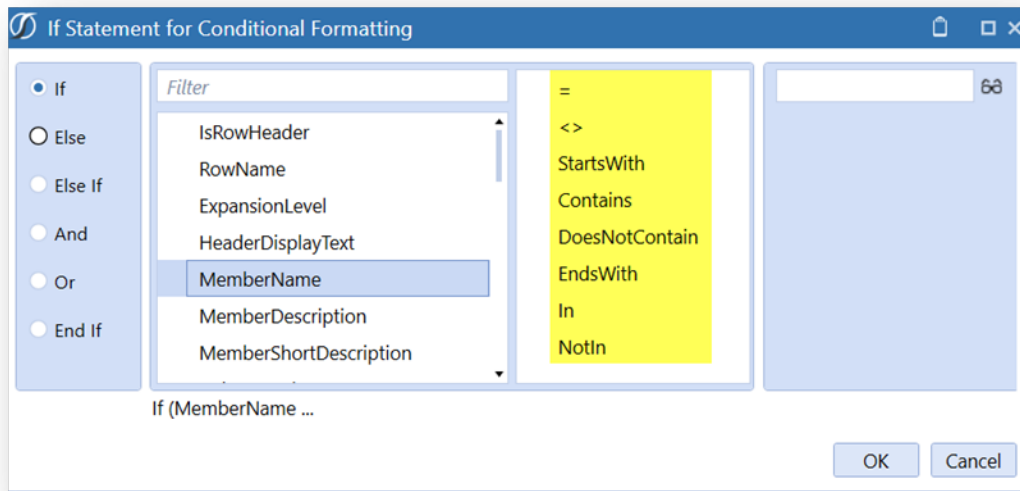 If Statement for Conditional Formatting
If
Else
Else If
And
Or
End If
Filter
IsRowHeader
RowName
ExpansionLevel
HeaderDisplayText
MemberName
MemberDescription
MemberShortDescription
=
<>
StartsWith
Contains
DoesNotContain
EndsWith
In
NotIn
If (MemberName ...
OK
Cancel